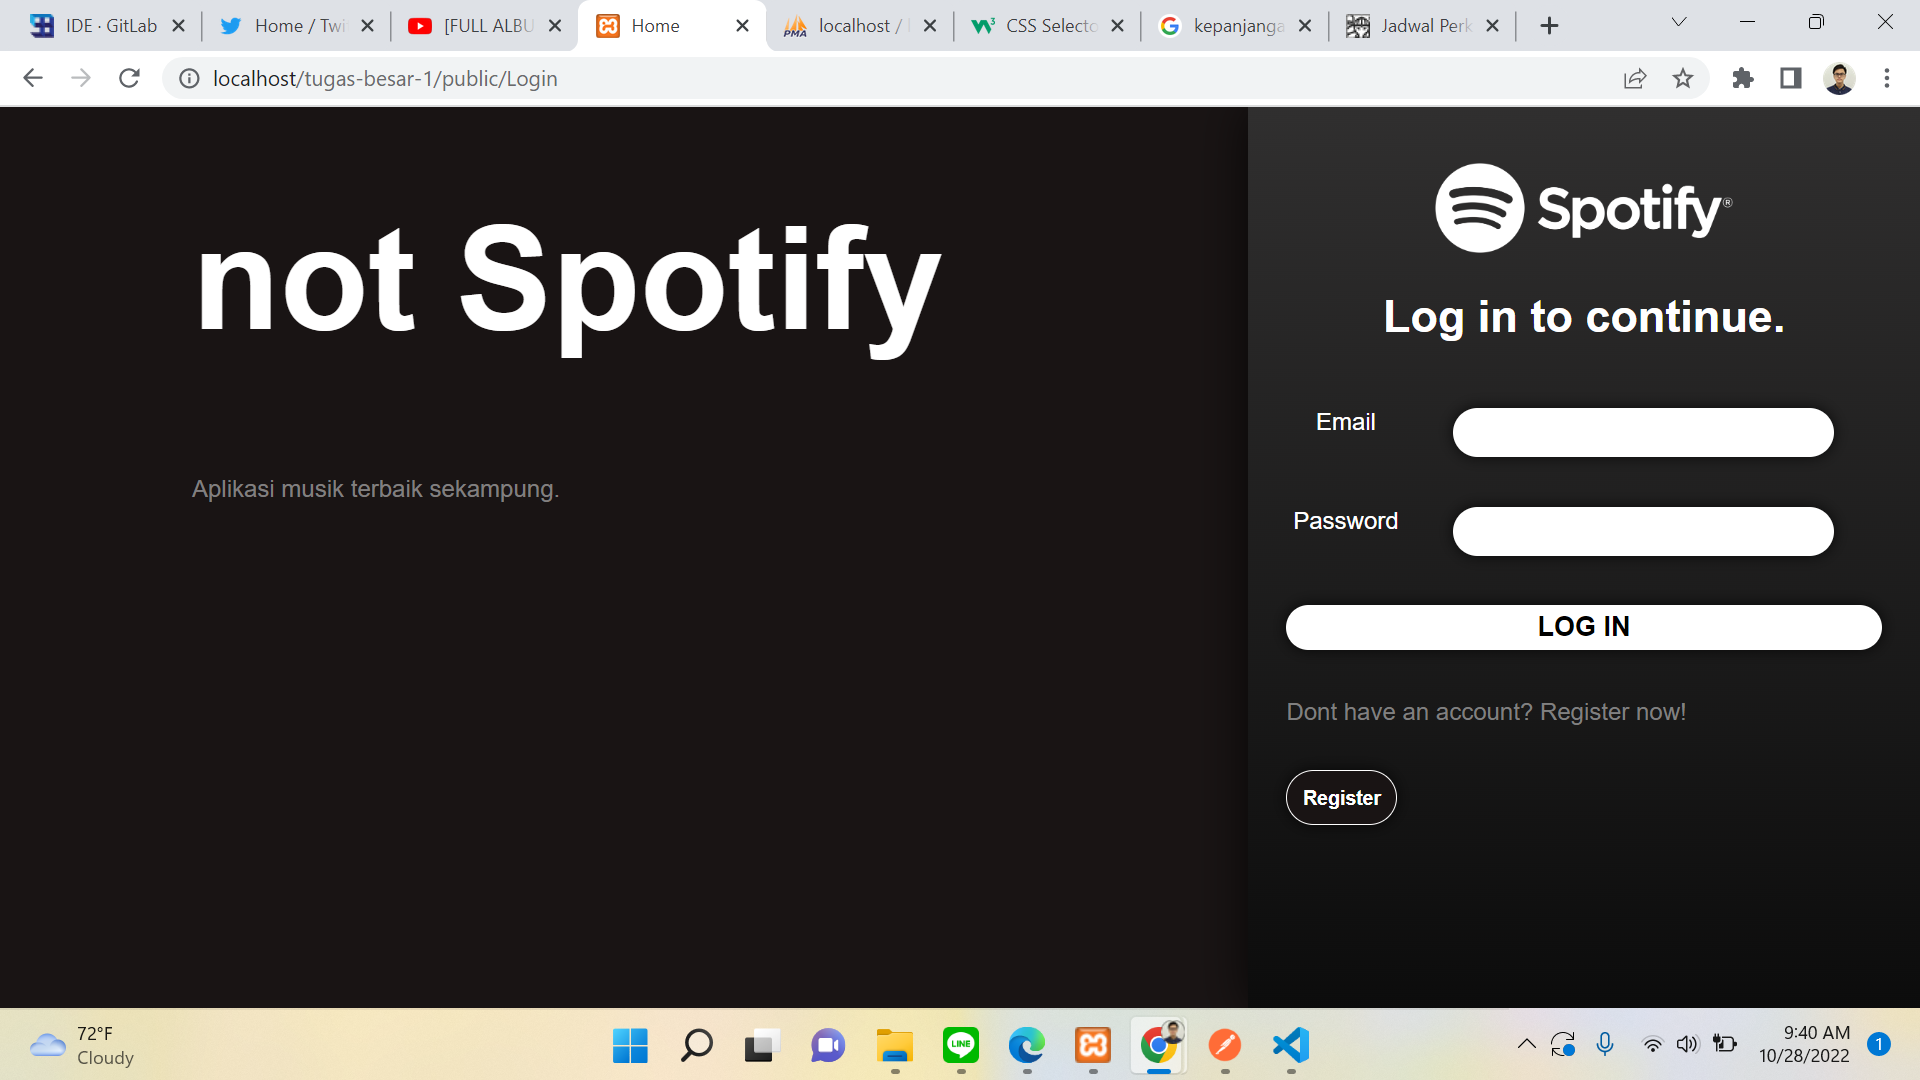 IDE · GitLab
Home / Twi
[FULL ALBU
Home
localhost /
CSS Selecto
kepanjanga
Jadwal Perk
localhost/tugas-besar-1/public/Login
not Spotify
Aplikasi musik terbaik sekampung.
Spotify®
Log in to continue.
Email
Password
LOG IN
Dont have an account? Register now!
Register
72°F
Cloudy
LINE
9:40 AM
10/28/2022
1
PMA